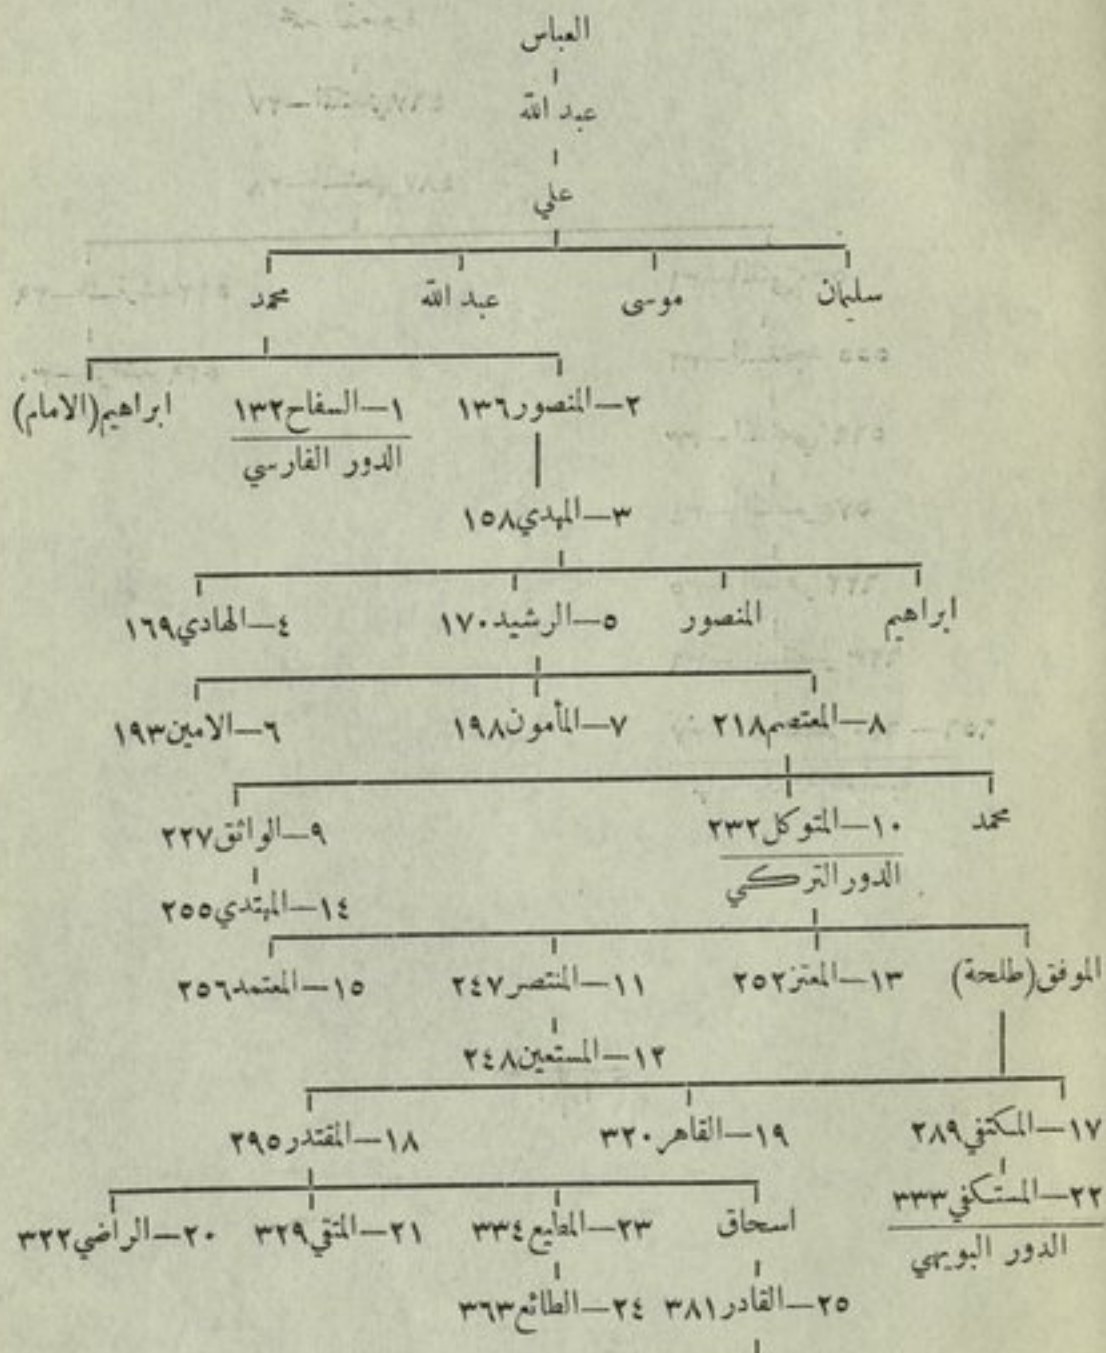 العباس
عبد الله
علي
سليمان موسى عبد الله محمد
٢—المنصور١٣٦ ١—السفاح١٣٢ ابراهيم(الامام)
الدور الفارسي
٣—المهدي١٥٨
ابراهيم المنصور ٥—الرشيد١٧٠ ٤—الهادي١٦٩
٨—المعتصم٢١٨ ٧—المأمون١٩٨ ٦—الامين١٩٣
محمد ١٠—المتوكل٢٣٢ ٩—الواثق٢٢٧
الدور التركي ١٤—المهتدي٢٥٥
الموفق(طلحة) ١٣—المعتز٢٥٢ ١١—المنتصر٢٤٧ ١٥—المعتمد٢٥٦
١٢—المستعين٢٤٨
١٧—المكتفي٢٨٩ ١٩—القاهر٣٢٠ ١٨—المقتدر٢٩٥
٢٢—المستكفي٣٣٣
اسحاق ٢٣—المطيع٣٣٤ ٢١—المتقي٣٢٩ ٢٠—الراضي٣٢٢
الدور البويهي
٢٥—القادر٣٨١ ٢٤—الطائع٣٦٣